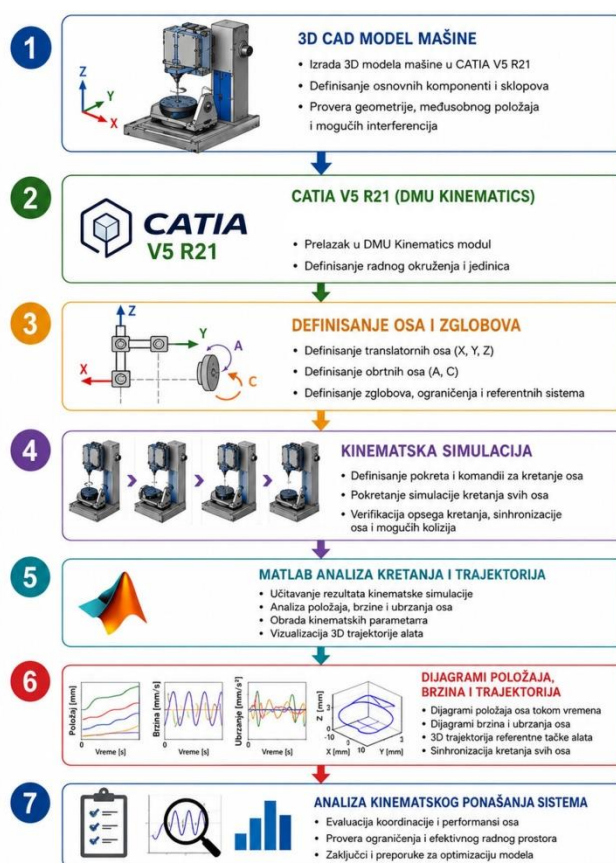 1
3D CAD MODEL MAŠINE
• Izrada 3D modela mašine u CATIA V5 R21
• Definisanje osnovnih komponenti i sklopova
• Provera geometrije, međusobnog položaja
i mogućih interferencija
Z
Y
X
2
CATIA V5 R21 (DMU KINEMATICS)
CATIA
V5 R21
• Prelazak u DMU Kinematics modul
• Definisanje radnog okruženja i jedinica
3
DEFINISANJE OSA I ZGLOBOVA
Z
Y
A
X
C
• Definisanje translatornih osa (X, Y, Z)
• Definisanje obrtnih osa (A, C)
• Definisanje zglobova, ograničenja i referentnih sistema
4
KINEMATSKA SIMULACIJA
• Definisanje pokreta i komandii za kretanje osa
• Pokretanje simulacije kretanja svih osa
• Verifikacija opsega kretanja, sinhronizacije
osa i mogućih kolizija
5
MATLAB ANALIZA KRETANJA I TRAJEKTORIJA
• Učitavanje rezultata kinematske simulacije
• Analiza položaja, brzine i ubrzanja osa
• Obrada kinematskih parametarra
• Vizualizacija 3D trajektorije alata
6
DIJAGRAMI POLOŽAJA,
BRZINA I TRAJEKTORIJA
Položaj [mm]
Vreme [s]
Brzina [mm/s]
Vreme [s]
Ubrzanje [mm/s²]
Vreme [s]
Z [mm]
X [mm]
Y [mm]
-10
10
• Dijagrami položaja osa tokom vremena
• Dijagrami brzina i ubrzanja osa
• 3D trajektorija referentne tačke alata
• Sinhronizacija kretanja svih osa
7
ANALIZA KINEMATSKOG PONAŠANJA SISTEMA
• Evaluacija koordinacije i performansi osa
• Provera ograničenja i efektivnog radnog prostora
• Zaključci i preporuke za optimizaciju modela